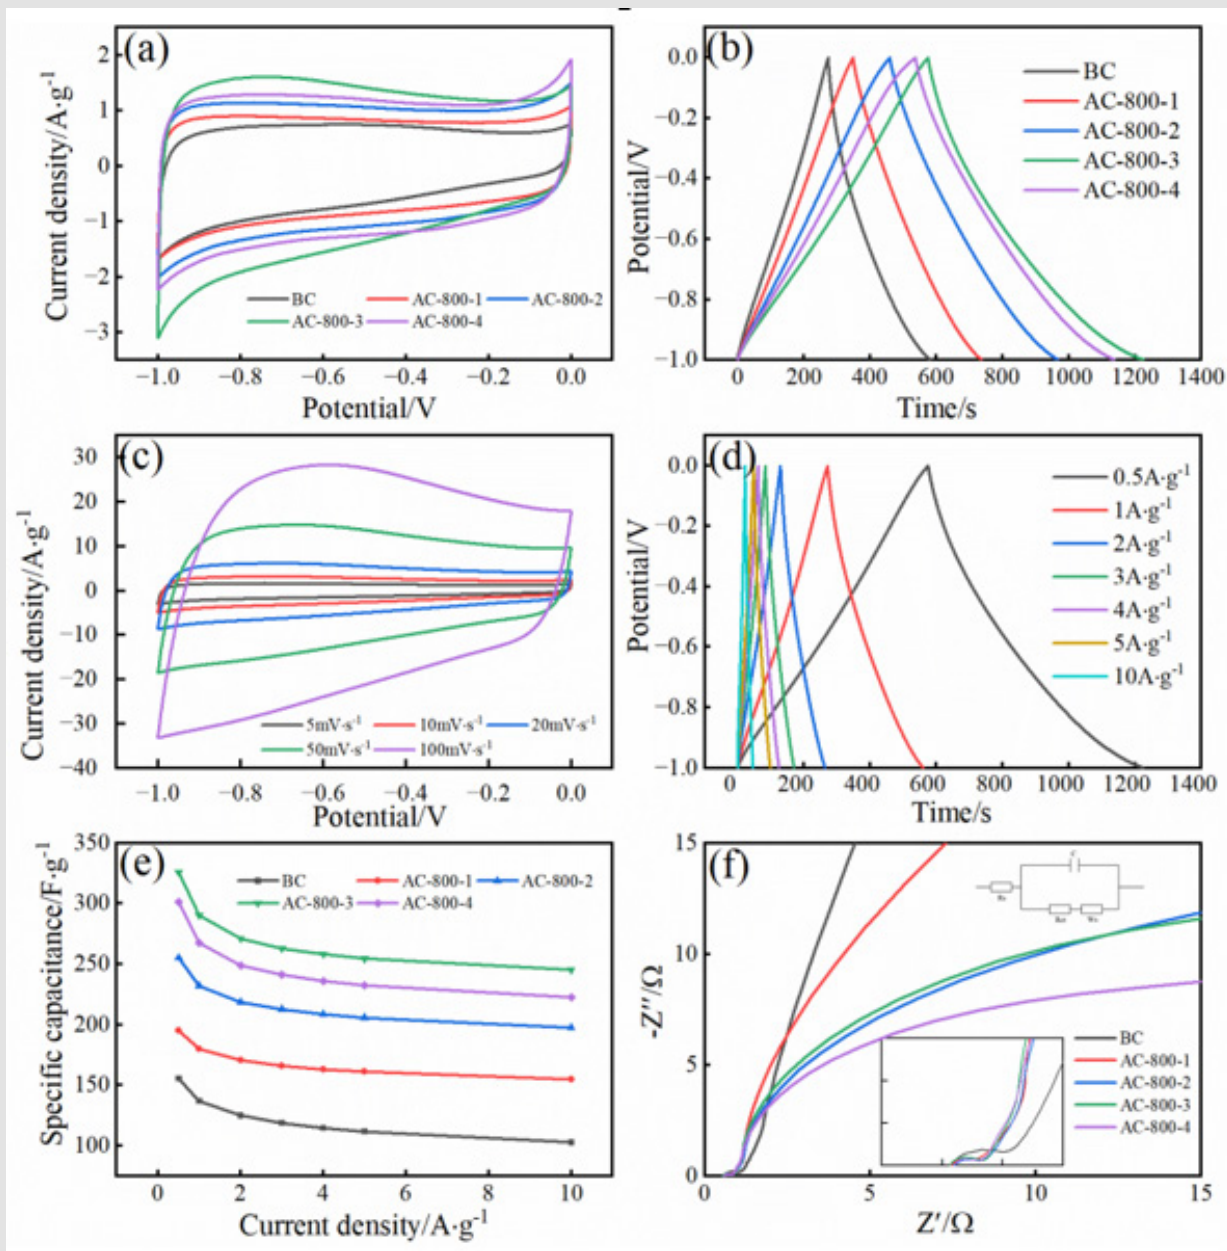 (a)
2
1
0
−1
−2
−3
Current density/A·g⁻¹
BC AC-800-1 AC-800-2
AC-800-3 AC-800-4
−1.0 −0.8 −0.6 −0.4 −0.2 0.0
Potential/V
(b)
0.0
−0.2
−0.4
−0.6
−0.8
−1.0
Potential/V
BC
AC-800-1
AC-800-2
AC-800-3
AC-800-4
0 200 400 600 800 1000 1200 1400
Time/s
(c)
30
20
10
0
−10
−20
−30
−40
Current density/A·g⁻¹
5mV·s⁻¹ 10mV·s⁻¹ 20mV·s⁻¹
50mV·s⁻¹ 100mV·s⁻¹
−1.0 −0.8 −0.6 −0.4 −0.2 0.0
Potential/V
(d)
0.0
−0.2
−0.4
−0.6
−0.8
−1.0
Potential/V
0.5A·g⁻¹
1A·g⁻¹
2A·g⁻¹
3A·g⁻¹
4A·g⁻¹
5A·g⁻¹
10A·g⁻¹
0 200 400 600 800 1000 1200 1400
Time/s
(e)
350
300
250
200
150
100
Specific capacitance/F·g⁻¹
BC AC-800-1 AC-800-2
AC-800-3 AC-800-4
0 2 4 6 8 10
Current density/A·g⁻¹
(f)
15
10
5
0
-Z''/Ω
BC
AC-800-1
AC-800-2
AC-800-3
AC-800-4
0 5 10 15
Z'/Ω